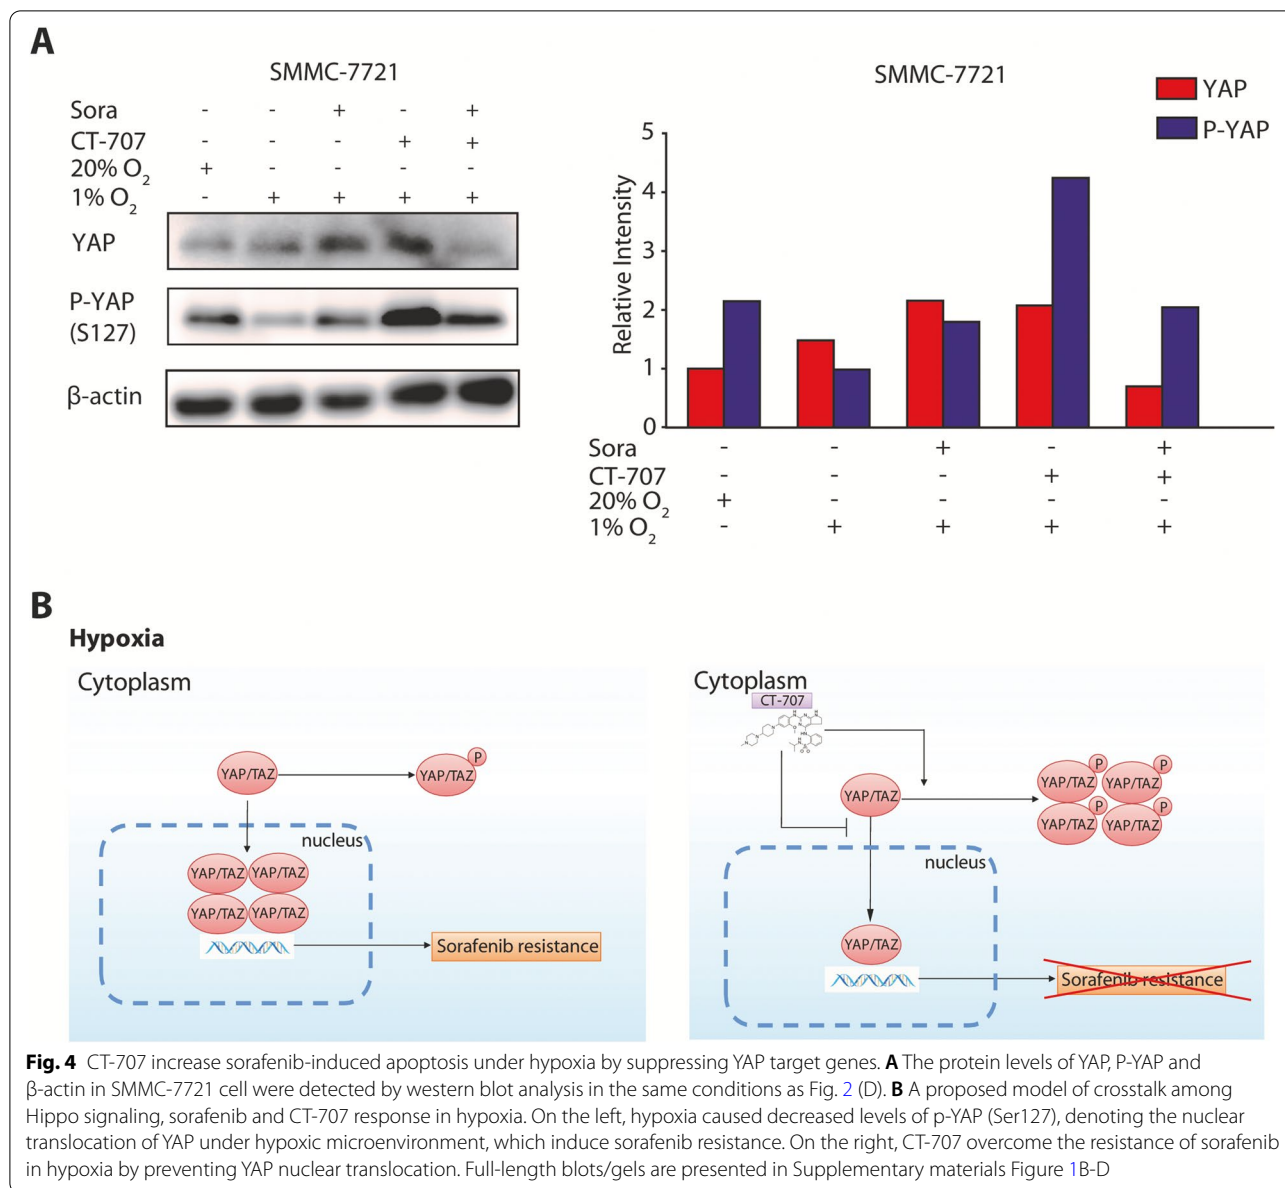 A
SMMC-7721
Sora - - + - +
CT-707 - - - + +
20% O2 + - - - -
1% O2 - + + + +
YAP
P-YAP
(S127)
β-actin
SMMC-7721
YAP
P-YAP
Relative Intensity
5
4
3
2
1
0
Sora - - + - +
CT-707 - - - + +
20% O2 + - - - -
1% O2 - + + + +
B
Hypoxia
Cytoplasm
YAP/TAZ
YAP/TAZ P
nucleus
YAP/TAZ YAP/TAZ
YAP/TAZ YAP/TAZ
Sorafenib resistance
Cytoplasm
CT-707
YAP/TAZ
YAP/TAZ P YAP/TAZ P
YAP/TAZ P YAP/TAZ P
nucleus
YAP/TAZ
Sorafenib resistance
Fig. 4 CT-707 increase sorafenib-induced apoptosis under hypoxia by suppressing YAP target genes. A The protein levels of YAP, P-YAP and
β-actin in SMMC-7721 cell were detected by western blot analysis in the same conditions as Fig. 2 (D). B A proposed model of crosstalk among
Hippo signaling, sorafenib and CT-707 response in hypoxia. On the left, hypoxia caused decreased levels of p-YAP (Ser127), denoting the nuclear
translocation of YAP under hypoxic microenvironment, which induce sorafenib resistance. On the right, CT-707 overcome the resistance of sorafenib
in hypoxia by preventing YAP nuclear translocation. Full-length blots/gels are presented in Supplementary materials Figure 1B-D